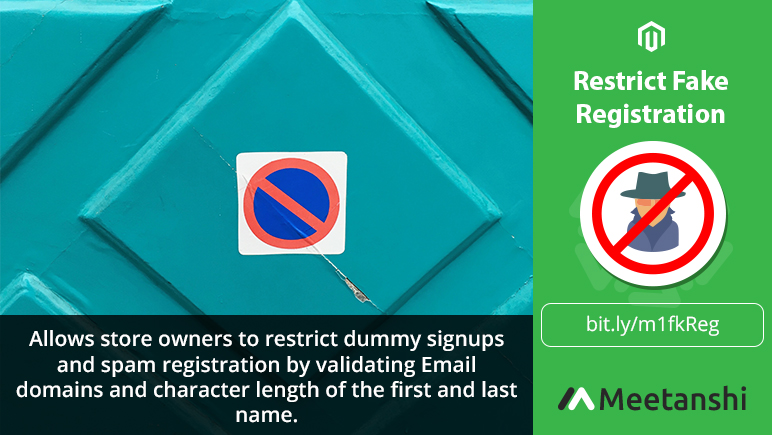 Restrict Fake
Registration
bit.ly/m1fkReg
Meetanshi
Allows store owners to restrict dummy signups
and spam registration by validating Email
domains and character length of the first and last
name.